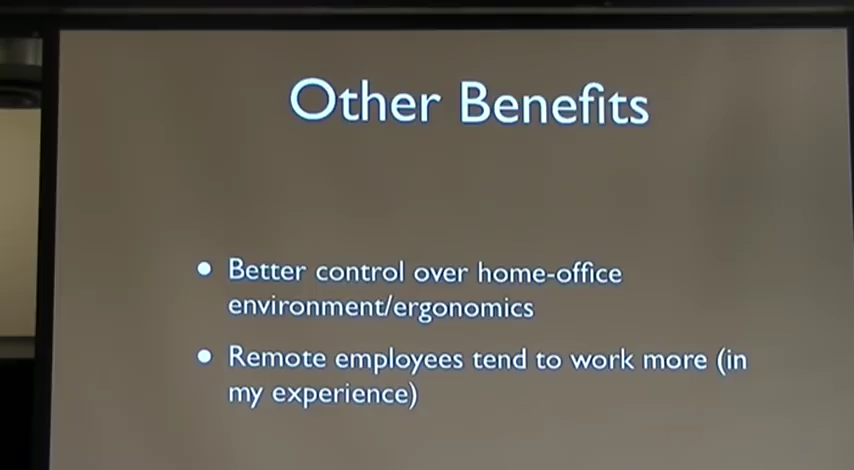 Other Benefits
• Better control over home-office
environment/ergonomics
• Remote employees tend to work more (in
my experience)